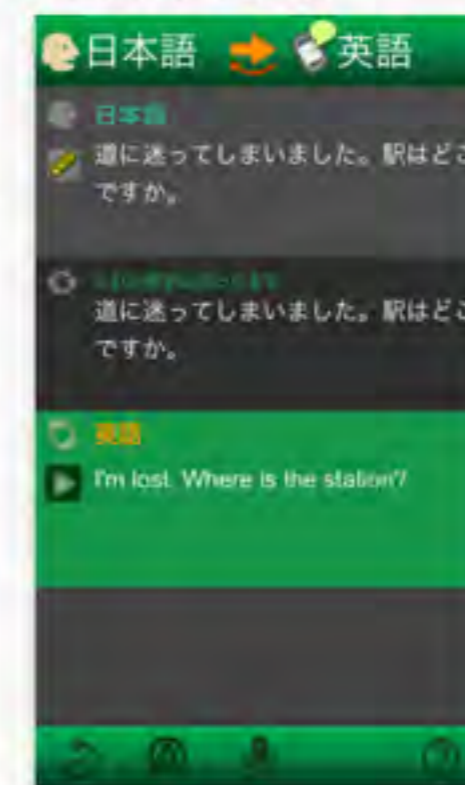 日本語 英語
日本語
道に迷ってしまいました。駅はどこ
ですか。
道に迷ってしまいました。駅はどこ
ですか。
英語
I'm lost. Where is the station?